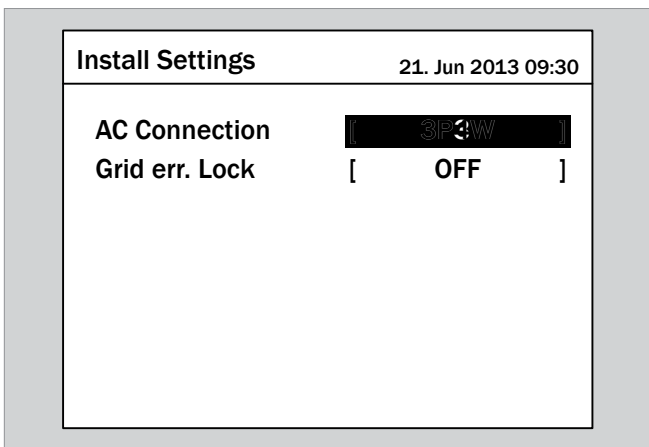 Install Settings 21. Jun 2013 09:30
AC Connection [ 3P3W ]
Grid err. Lock [ OFF ]